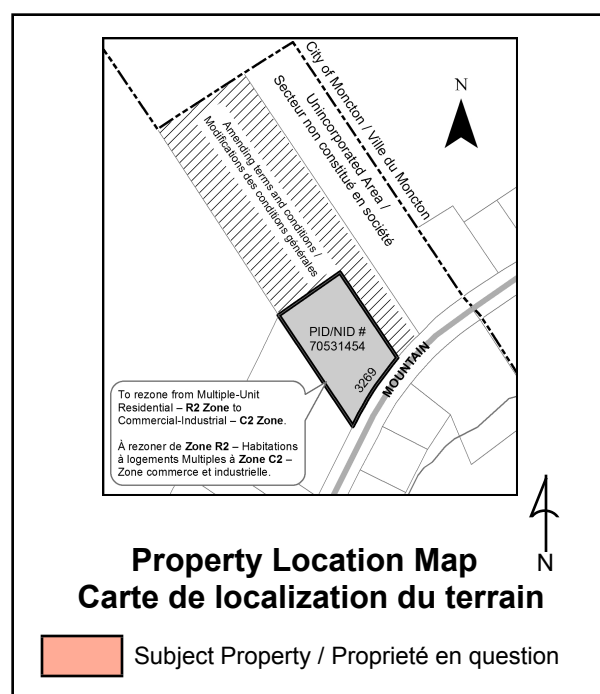 City of Moncton / Ville du Moncton
Unincorporated Area /
Secteur non constitué en société
N
Amending terms and conditions /
Modifications des conditions générales
PID/NID #
70531454
3269
MOUNTAIN
To rezone from Multiple-Unit
Residential – R2 Zone to
Commercial-Industrial – C2 Zone.
À rezoner de Zone R2 – Habitations
à logements Multiples à Zone C2 –
Zone commerce et industrielle.
N
Property Location Map
Carte de localization du terrain
Subject Property / Proprieté en question